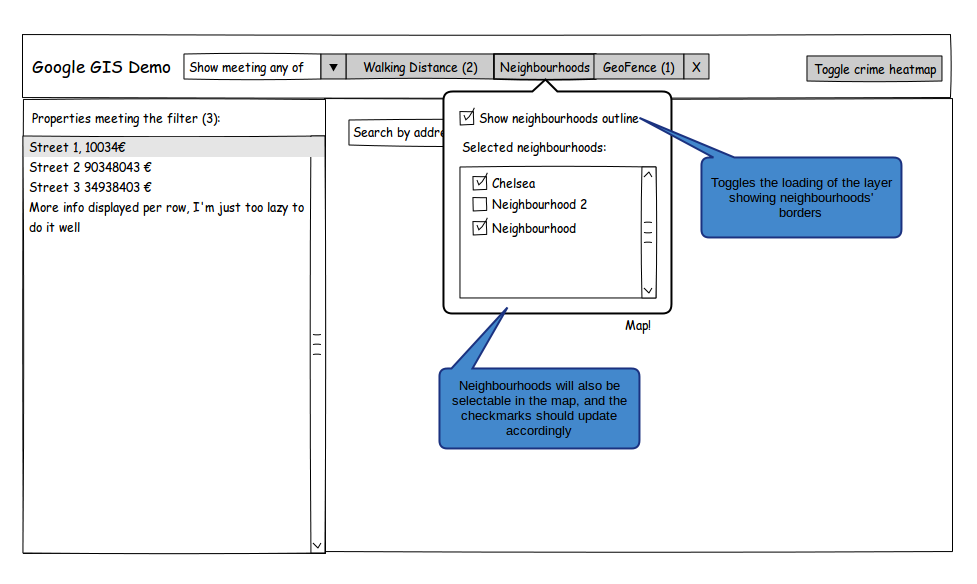 Google GIS Demo
Show meeting any of
Walking Distance (2)
Neighbourhoods
GeoFence (1)
X
Toggle crime heatmap
Properties meeting the filter (3):
Street 1, 10034€
Street 2 90348043 €
Street 3 34938403 €
More info displayed per row, I'm just too lazy to
do it well
Search by addre
Show neighbourhoods outline
Selected neighbourhoods:
Chelsea
Neighbourhood 2
Neighbourhood
Toggles the loading of the layer
showing neighbourhoods'
borders
Map!
Neighbourhoods will also be
selectable in the map, and the
checkmarks should update
accordingly